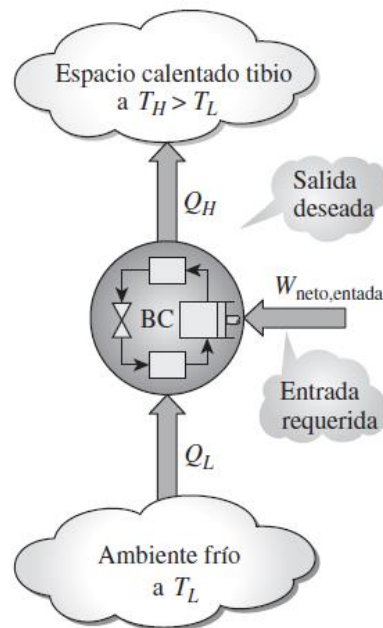 Espacio calentado tibio
a T_H > T_L
Salida
deseada
Q_H
W_neto,entada
BC
Entrada
requerida
Q_L
Ambiente frío
a T_L